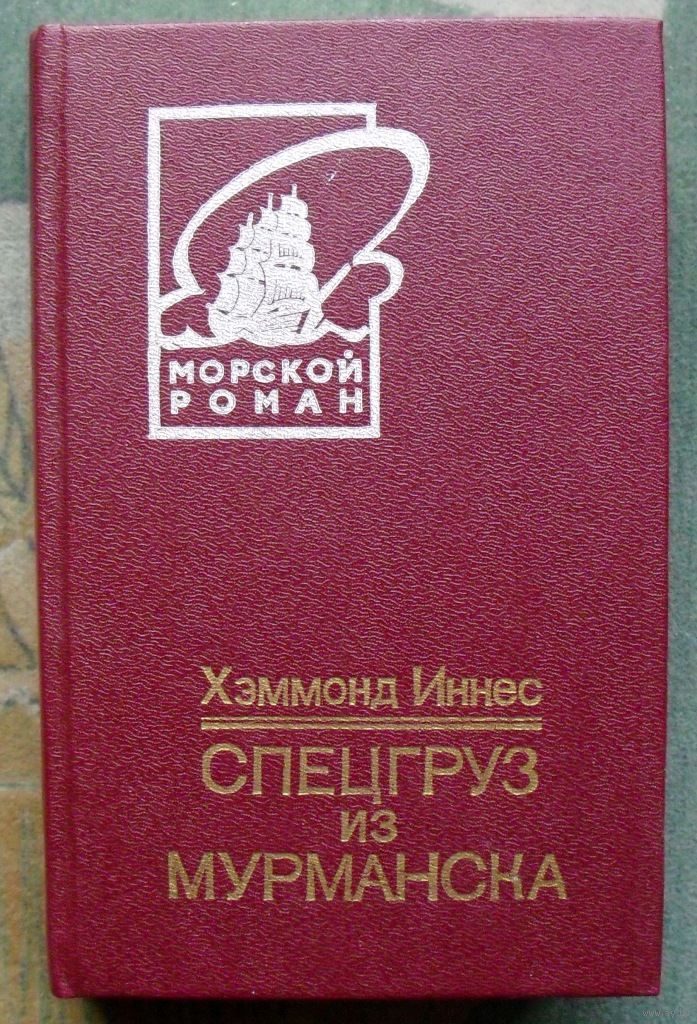 МОРСКОЙ
РОМАН
Хэммонд Иннес
СПЕЦГРУЗ
ИЗ
МУРМАНСКА